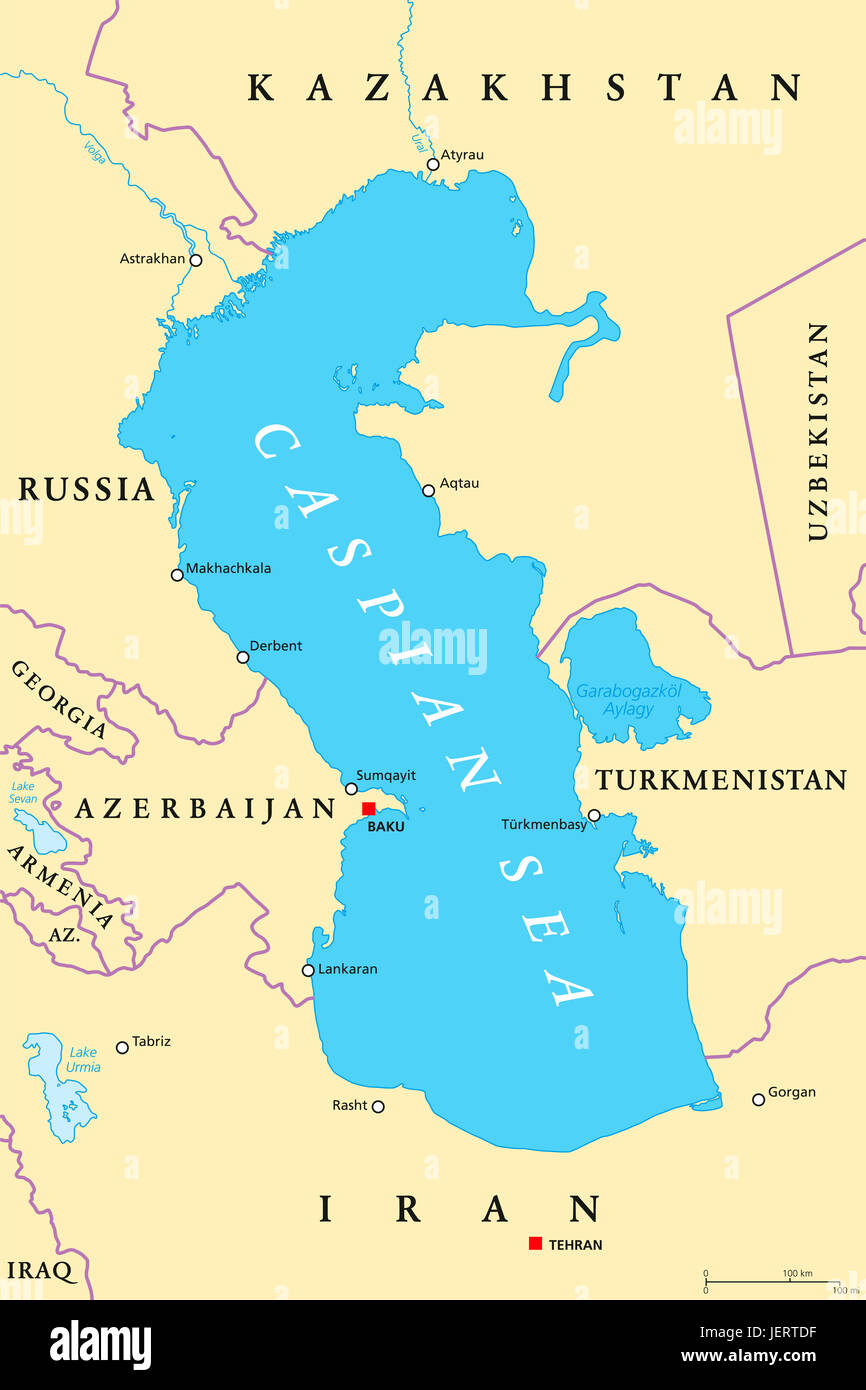 KAZAKHSTAN
Volga
Ural
Atyrau
Astrakhan
UZBEKISTAN
CASPIAN SEA
Aqtau
RUSSIA
Makhachkala
Derbent
GEORGIA
Garabogazköl
Aylagy
Sumqayit
TURKMENISTAN
Lake
Sevan
AZERBAIJAN
BAKU
Türkmenbasy
ARMENIA
AZ.
Lankaran
Tabriz
Lake
Urmia
Gorgan
Rasht
IRAN
TEHRAN
IRAQ
0 100 km
0 100 mi
alamy
a
alamy
Image ID: JERTDF
www.alamy.com